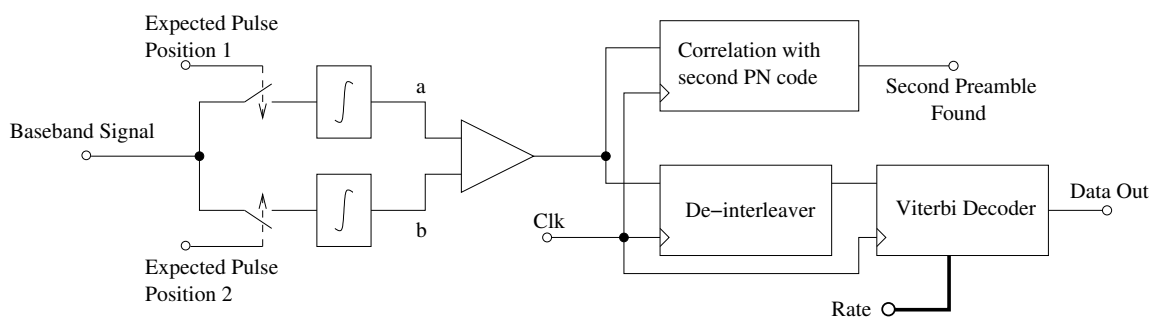 Expected Pulse
Position 1
Baseband Signal
a
b
Expected Pulse
Position 2
Correlation with
second PN code
Second Preamble
Found
Clk
De−interleaver
Viterbi Decoder
Data Out
Rate